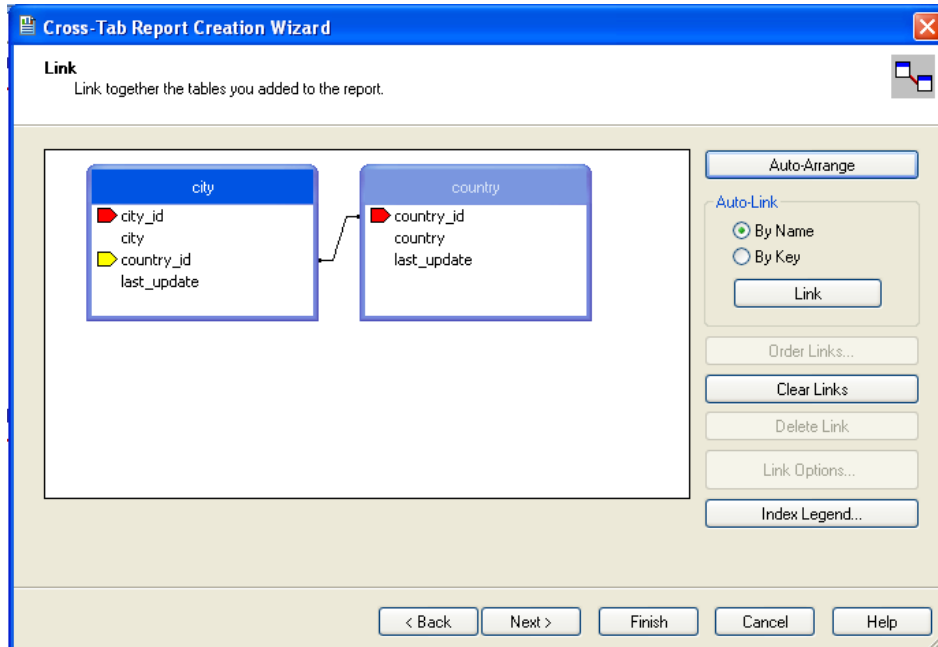 Cross-Tab Report Creation Wizard
Link
Link together the tables you added to the report.
city
city_id
city
country_id
last_update
country
country_id
country
last_update
Auto-Arrange
Auto-Link
By Name
By Key
Link
Order Links...
Clear Links
Delete Link
Link Options...
Index Legend...
< Back
Next >
Finish
Cancel
Help